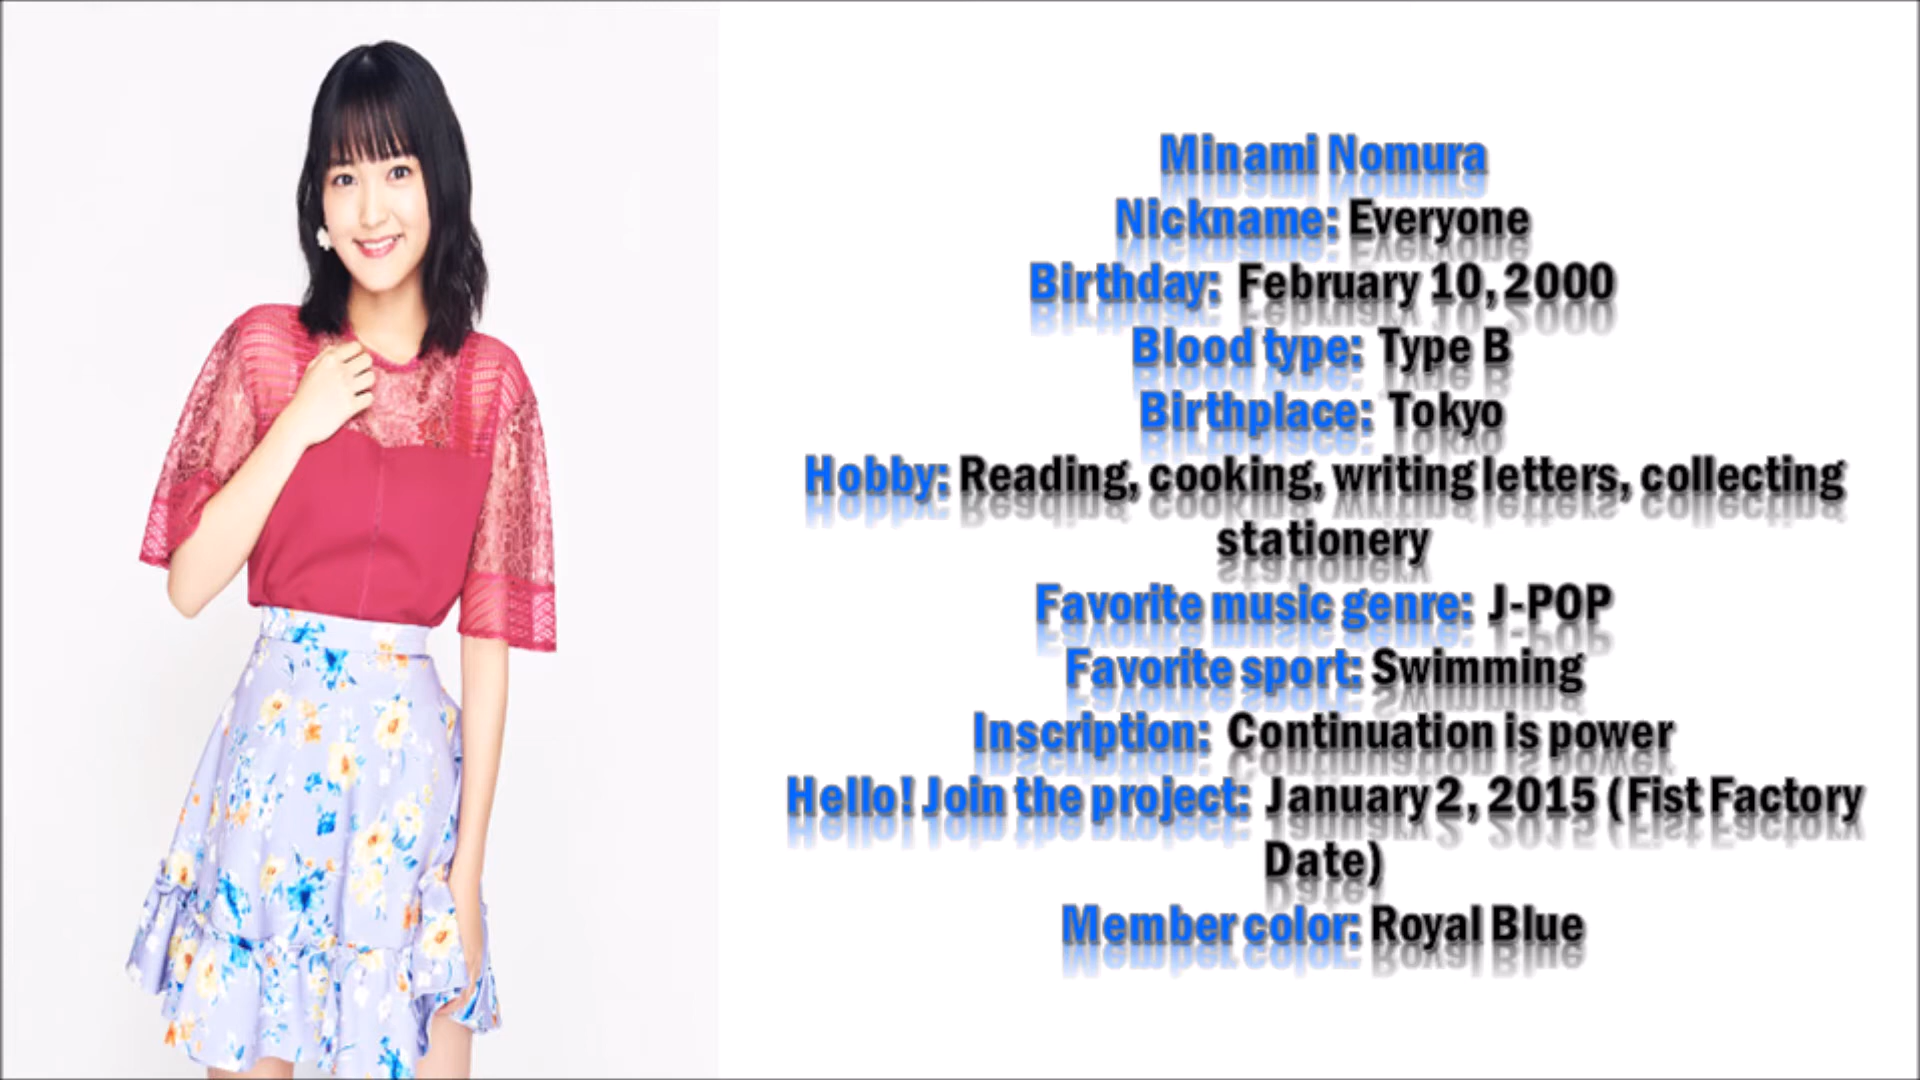 Minami Nomura
Nickname: Everyone
Birthday: February 10, 2000
Blood type: Type B
Birthplace: Tokyo
Hobby: Reading, cooking, writing letters, collecting
stationery
Favorite music genre: J-POP
Favorite sport: Swimming
Inscription: Continuation is power
Hello! Join the project: January 2, 2015 (Fist Factory
Date)
Member color: Royal Blue